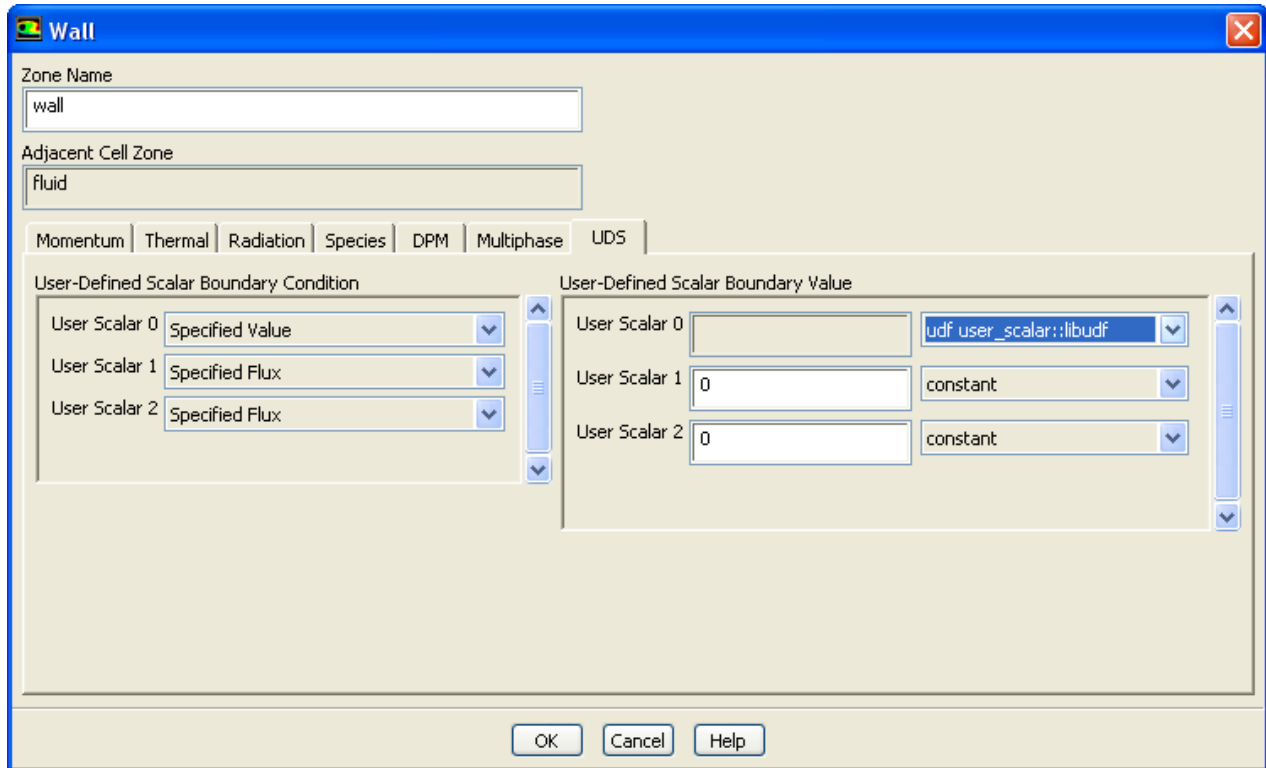 Wall
Zone Name
wall
Adjacent Cell Zone
fluid
Momentum Thermal Radiation Species DPM Multiphase UDS
User-Defined Scalar Boundary Condition
User Scalar 0 Specified Value
User Scalar 1 Specified Flux
User Scalar 2 Specified Flux
User-Defined Scalar Boundary Value
User Scalar 0 udf user_scalar::libudf
User Scalar 1 0 constant
User Scalar 2 0 constant
OK Cancel Help